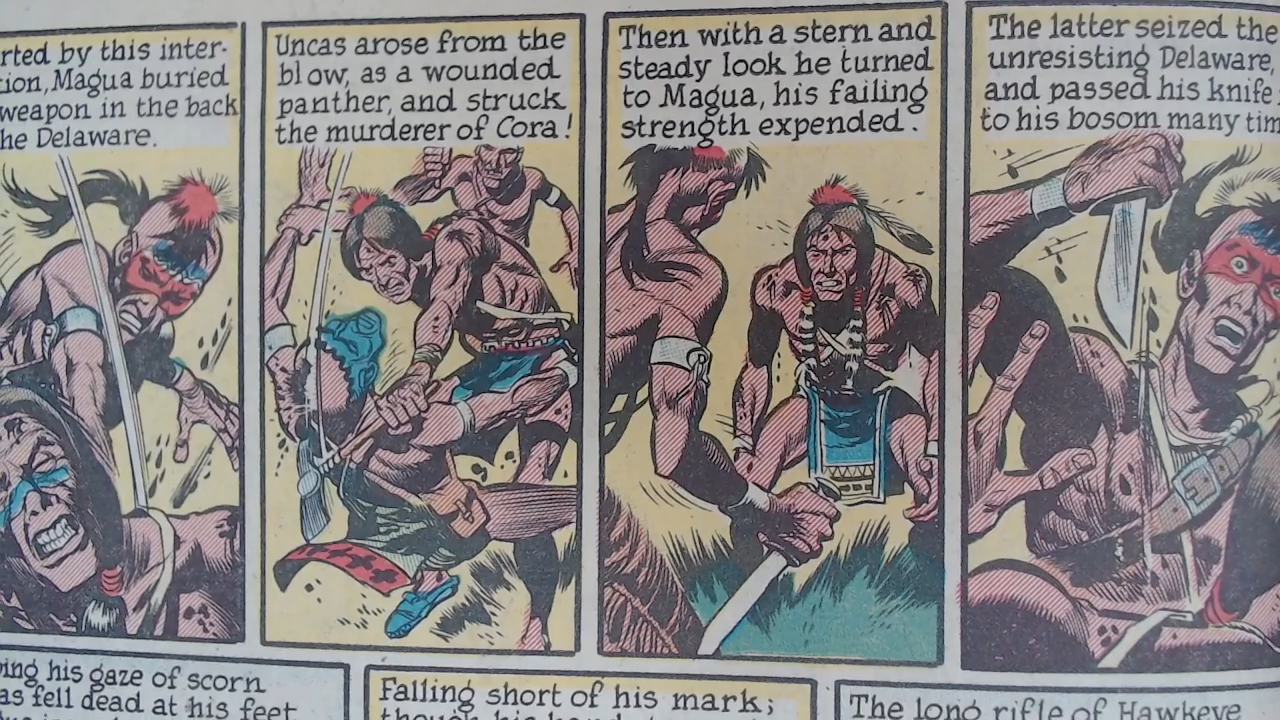 rted by this inter-
tion, Magua buried
weapon in the back
he Delaware.
Uncas arose from the
blow, as a wounded
panther, and struck
the murderer of Cora!
Then with a stern and
steady look he turned
to Magua, his failing
strength expended.
The latter seized the
unresisting Delaware,
and passed his knife
to his bosom many tim
ing his gaze of scorn
as fell dead at his feet
Falling short of his mark;
The long rifle of Hawkeye